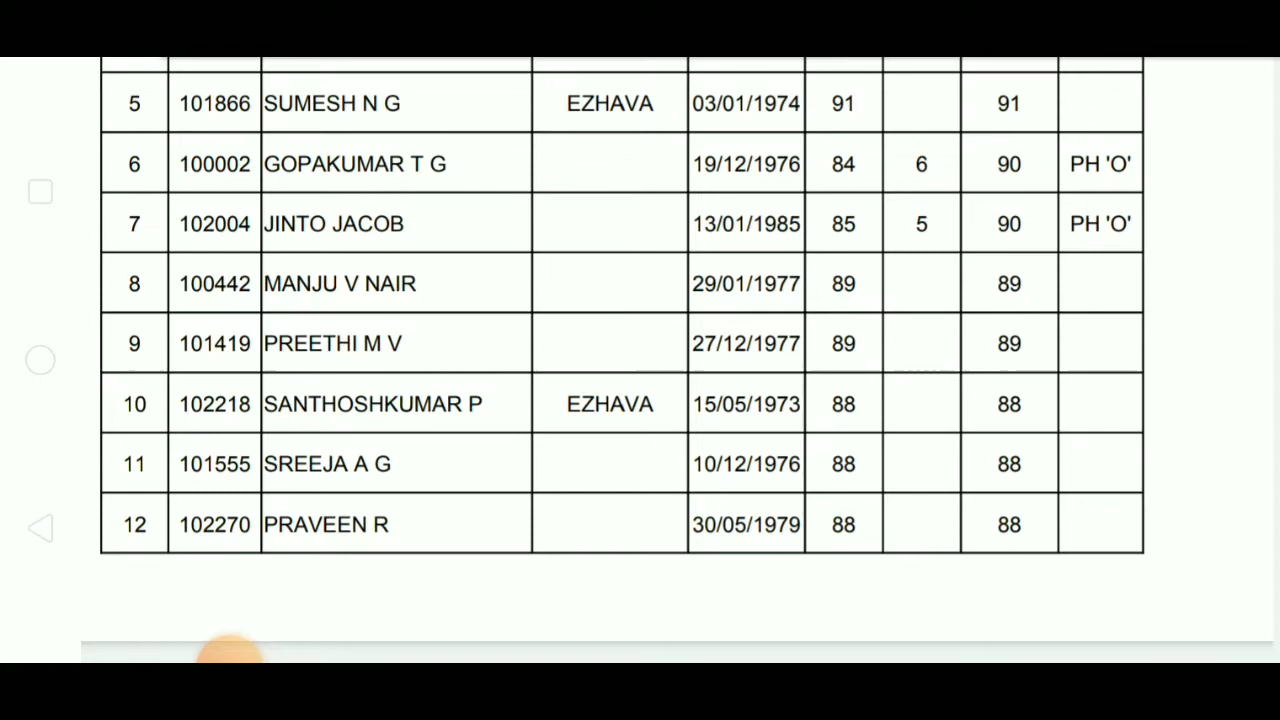 5 101866 SUMESH N G EZHAVA 03/01/1974 91 91
6 100002 GOPAKUMAR T G 19/12/1976 84 6 90 PH 'O'
7 102004 JINTO JACOB 13/01/1985 85 5 90 PH 'O'
8 100442 MANJU V NAIR 29/01/1977 89 89
9 101419 PREETHI M V 27/12/1977 89 89
10 102218 SANTHOSHKUMAR P EZHAVA 15/05/1973 88 88
11 101555 SREEJA A G 10/12/1976 88 88
12 102270 PRAVEEN R 30/05/1979 88 88